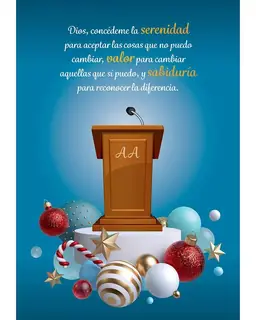 Dios, concédeme la serenidad
para aceptar las cosas que no puedo
cambiar, valor para cambiar
aquellas que si puedo, y sabiduría
para reconocer la diferencia.
AA